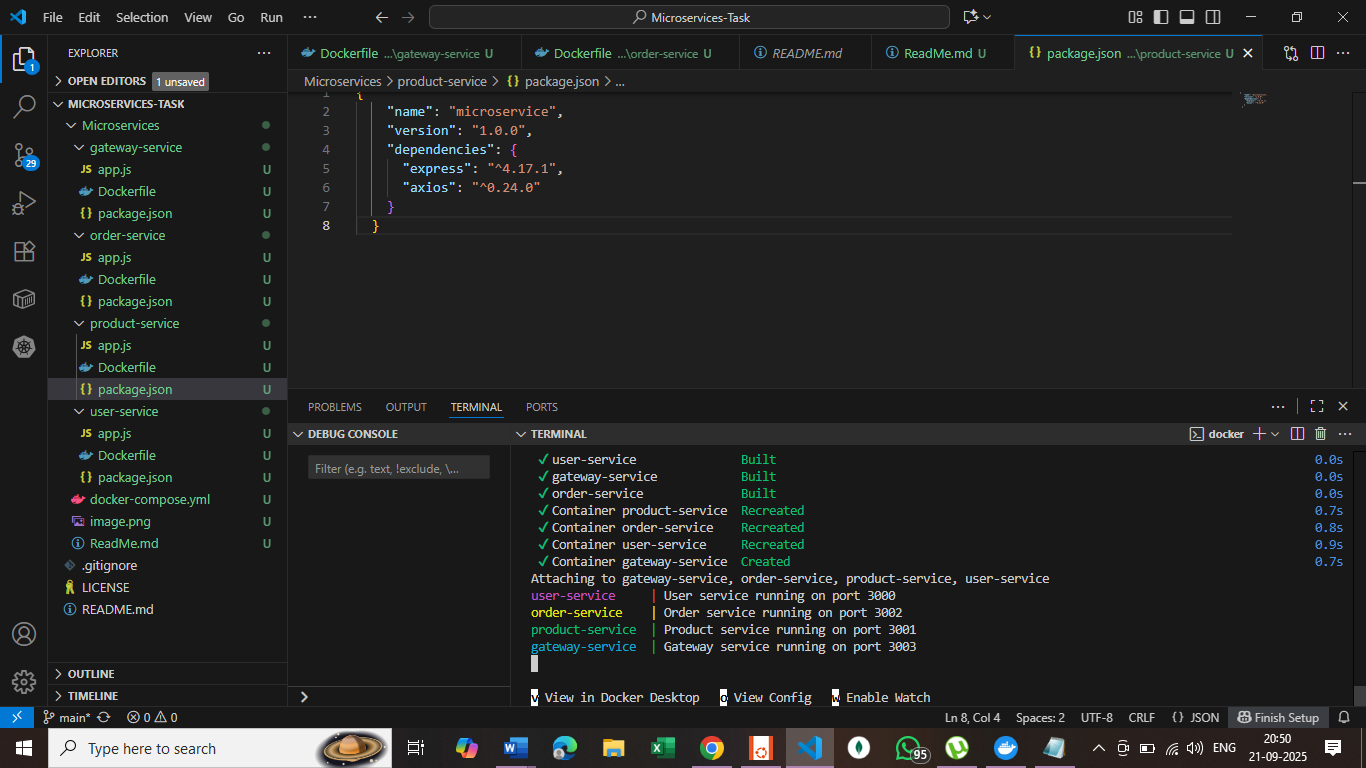 File Edit Selection View Go Run ··· Microservices-Task
EXPLORER
OPEN EDITORS 1 unsaved
MICROSERVICES-TASK
Microservices
gateway-service
JS app.js U
Dockerfile U
{} package.json U
order-service
JS app.js U
Dockerfile U
{} package.json U
product-service
JS app.js U
Dockerfile U
{} package.json U
user-service
JS app.js U
Dockerfile U
{} package.json U
docker-compose.yml U
image.png U
ReadMe.md U
.gitignore
LICENSE
README.md
OUTLINE
TIMELINE
1
29
Dockerfile ...\gateway-service U
Dockerfile ...\order-service U
README.md
ReadMe.md U
{} package.json ...\product-service U
Microservices > product-service > {} package.json > ...
1 {
2 "name": "microservice",
3 "version": "1.0.0",
4 "dependencies": {
5 "express": "^4.17.1",
6 "axios": "^0.24.0"
7 }
8 }
PROBLEMS OUTPUT TERMINAL PORTS
DEBUG CONSOLE
Filter (e.g. text, !exclude, \...
TERMINAL docker
✓ user-service Built 0.0s
✓ gateway-service Built 0.0s
✓ order-service Built 0.0s
✓ Container product-service Recreated 0.7s
✓ Container order-service Recreated 0.8s
✓ Container user-service Recreated 0.9s
✓ Container gateway-service Created 0.7s
Attaching to gateway-service, order-service, product-service, user-service
user-service | User service running on port 3000
order-service | Order service running on port 3002
product-service | Product service running on port 3001
gateway-service | Gateway service running on port 3003
v View in Docker Desktop o View Config w Enable Watch
main* 0 0 Ln 8, Col 4 Spaces: 2 UTF-8 CRLF {} JSON Finish Setup
Type here to search 95 ENG 20:50
21-09-2025